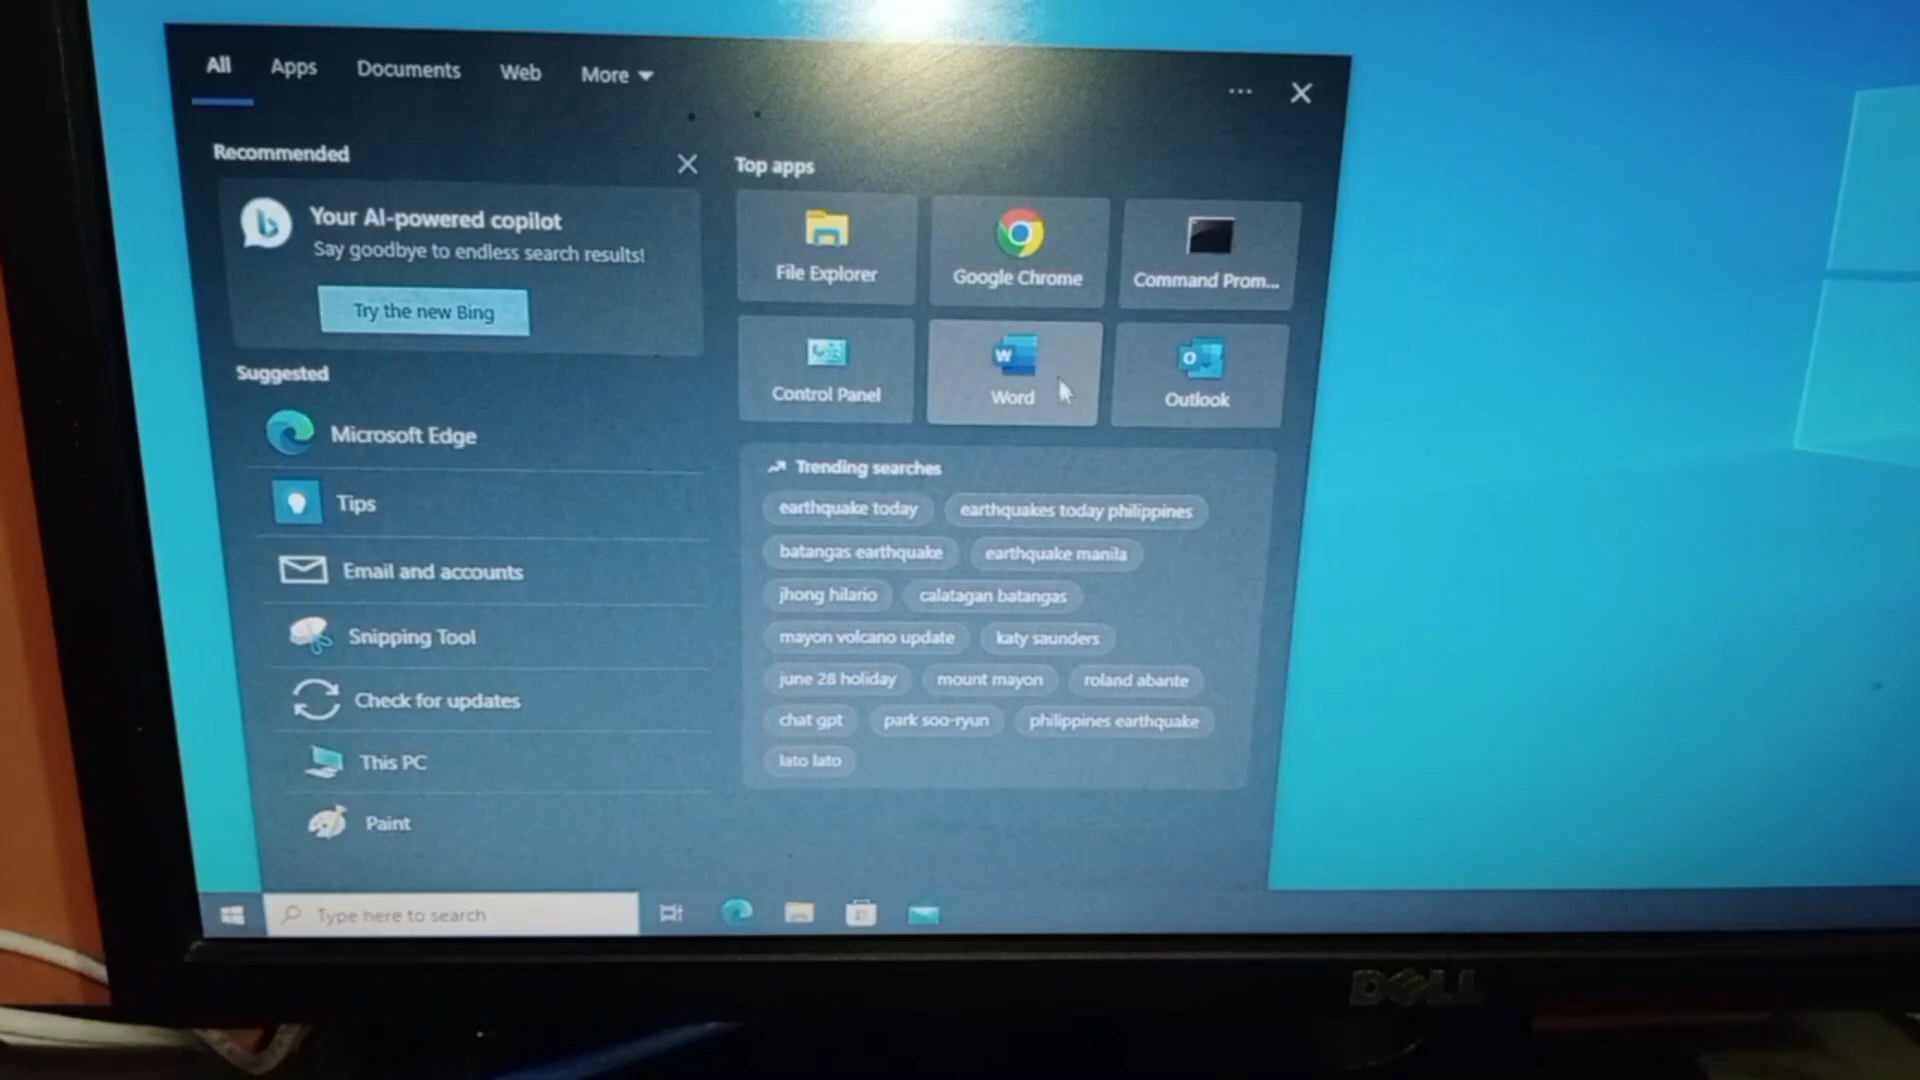 All Apps Documents Web More
Recommended
Your AI-powered copilot
Say goodbye to endless search results!
Try the new Bing
Suggested
Microsoft Edge
Tips
Email and accounts
Snipping Tool
Check for updates
This PC
Paint
Top apps
File Explorer Google Chrome Command Prom...
Control Panel Word Outlook
Trending searches
earthquake today earthquakes today philippines
batangas earthquake earthquake manila
jhong hilario calatagan batangas
mayon volcano update katy saunders
june 28 holiday mount mayon roland abante
chat gpt park soo-ryun philippines earthquake
lato lato
Type here to search
DELL